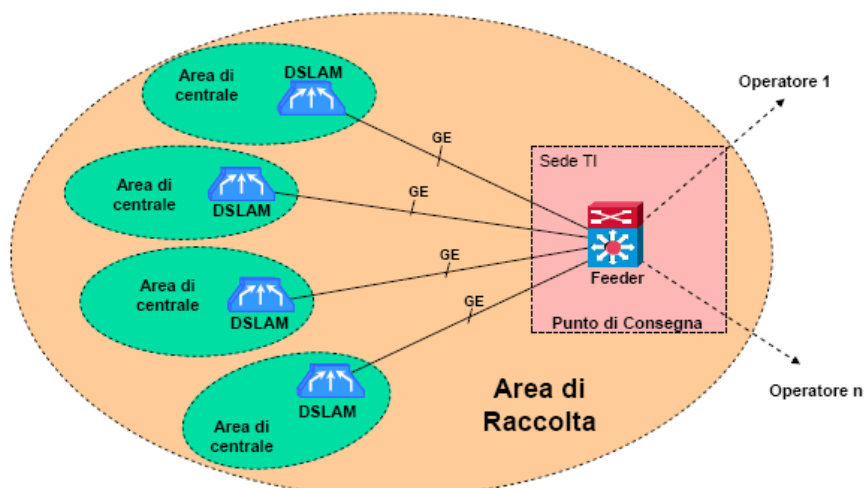 Area di
centrale
DSLAM
Operatore 1
GE
Sede TI
Area di
centrale
DSLAM
GE
Area di
centrale
DSLAM
GE
Feeder
GE
Punto di Consegna
Area di
centrale
DSLAM
Area di
Raccolta
Operatore n